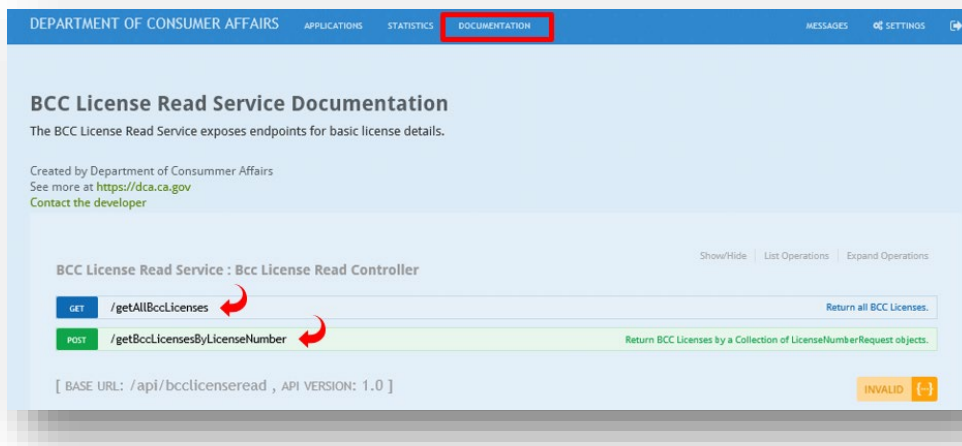 DEPARTMENT OF CONSUMER AFFAIRS APPLICATIONS STATISTICS DOCUMENTATION MESSAGES SETTINGS
BCC License Read Service Documentation
The BCC License Read Service exposes endpoints for basic license details.
Created by Department of Consummer Affairs
See more at https://dca.ca.gov
Contact the developer
BCC License Read Service : Bcc License Read Controller Show/Hide List Operations Expand Operations
GET /getAllBccLicenses Return all BCC Licenses.
POST /getBccLicensesByLicenseNumber Return BCC Licenses by a Collection of LicenseNumberRequest objects.
[ BASE URL: /api/bcclicenseread , API VERSION: 1.0 ] INVALID {--}